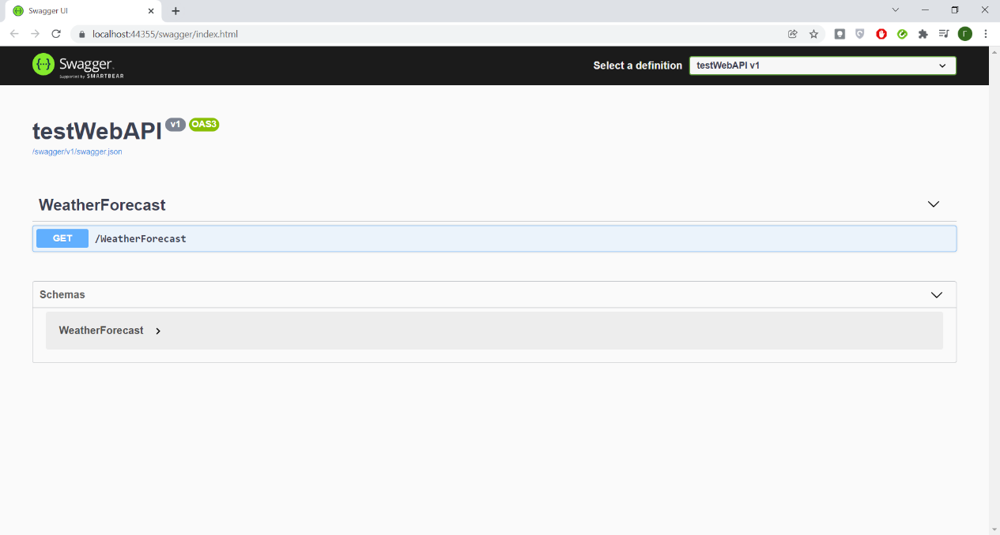 Swagger UI
localhost:44355/swagger/index.html
Г
Swagger.
Supported by SMARTBEAR
Select a definition
testWebAPI v1
testWebAPI v1 OAS3
/swagger/v1/swagger.json
WeatherForecast
GET /WeatherForecast
Schemas
WeatherForecast